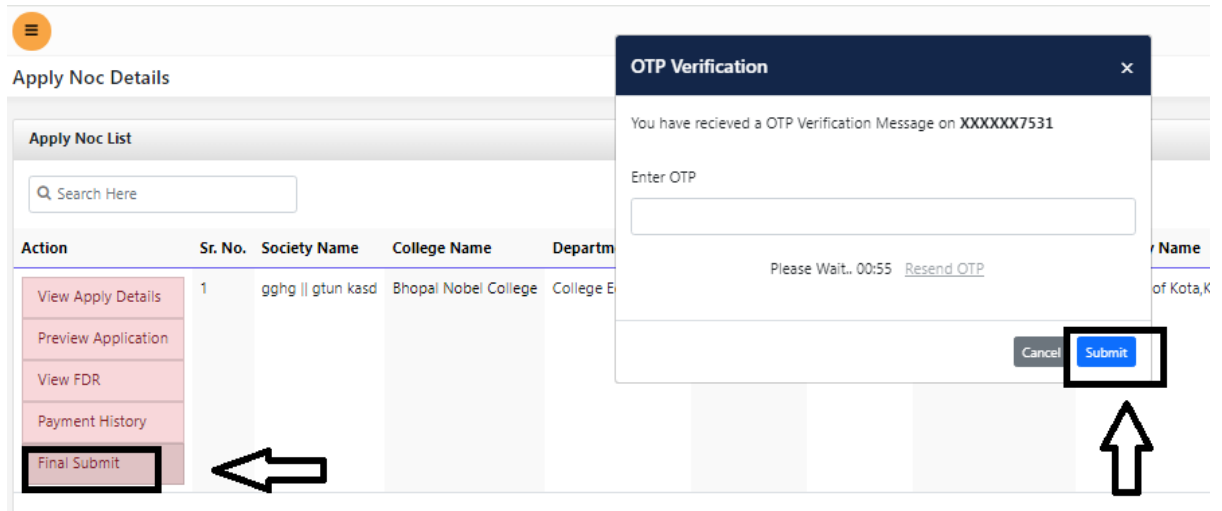 Apply Noc Details
Apply Noc List
Search Here
Action Sr. No. Society Name College Name Departm
View Apply Details 1 gghg || gtun kasd Bhopal Nobel College College E
Preview Application
View FDR
Payment History
Final Submit
OTP Verification ×
You have recieved a OTP Verification Message on XXXXXX7531
Enter OTP
Please Wait.. 00:55 Resend OTP
Cancel Submit
Name
of Kota,K